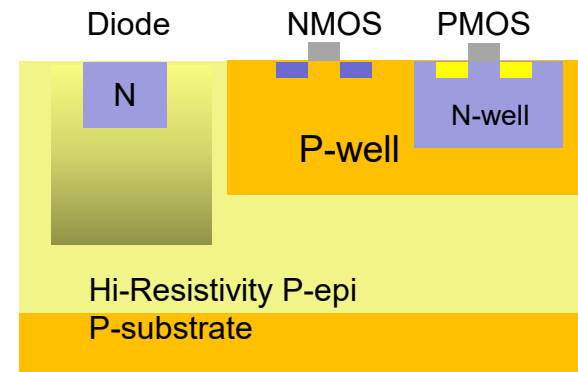 Diode
NMOS
PMOS
N
N-well
P-well
Hi-Resistivity P-epi
P-substrate